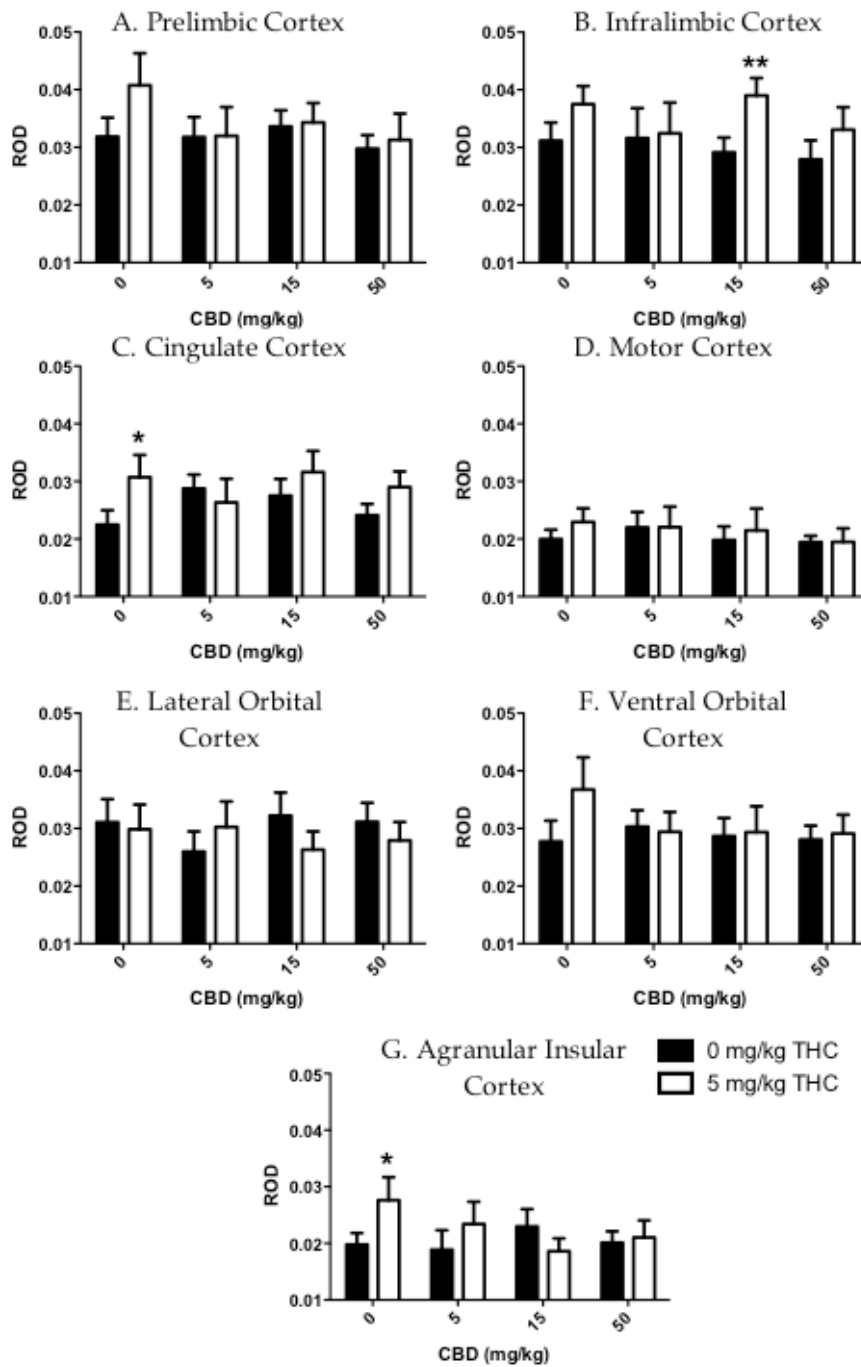 A. Prelimbic Cortex
0.05
0.04
0.03
0.02
0.01
ROD
0
5
15
50
CBD (mg/kg)
B. Infralimbic Cortex
0.05
0.04
0.03
0.02
0.01
ROD
**
0
5
15
50
CBD (mg/kg)
C. Cingulate Cortex
0.05
0.04
0.03
0.02
0.01
ROD
*
0
5
15
50
CBD (mg/kg)
D. Motor Cortex
0.05
0.04
0.03
0.02
0.01
ROD
0
5
15
50
CBD (mg/kg)
E. Lateral Orbital
Cortex
0.05
0.04
0.03
0.02
0.01
ROD
0
5
15
50
CBD (mg/kg)
F. Ventral Orbital
Cortex
0.05
0.04
0.03
0.02
0.01
ROD
0
5
15
50
CBD (mg/kg)
G. Agranular Insular
Cortex
0 mg/kg THC
5 mg/kg THC
0.05
0.04
0.03
0.02
0.01
ROD
*
0
5
15
50
CBD (mg/kg)